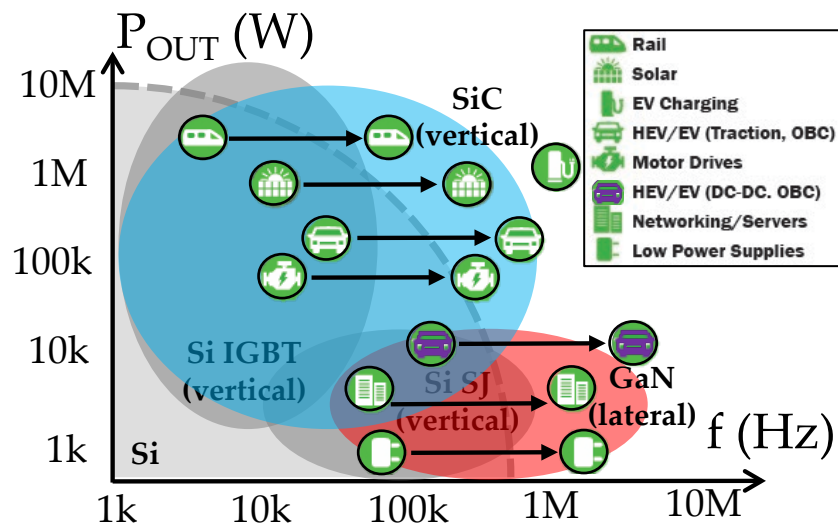 P_OUT (W)
10M
1M
100k
10k
1k
SiC
(vertical)
Si IGBT
(vertical)
Si SJ
(vertical)
GaN
(lateral)
Si
f (Hz)
1k
10k
100k
1M
10M
Rail
Solar
EV Charging
HEV/EV (Traction, OBC)
Motor Drives
HEV/EV (DC-DC. OBC)
Networking/Servers
Low Power Supplies